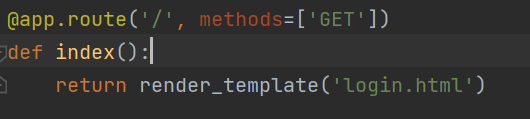 @app.route('/', methods=['GET'])
def index():
    return render_template('login.html')